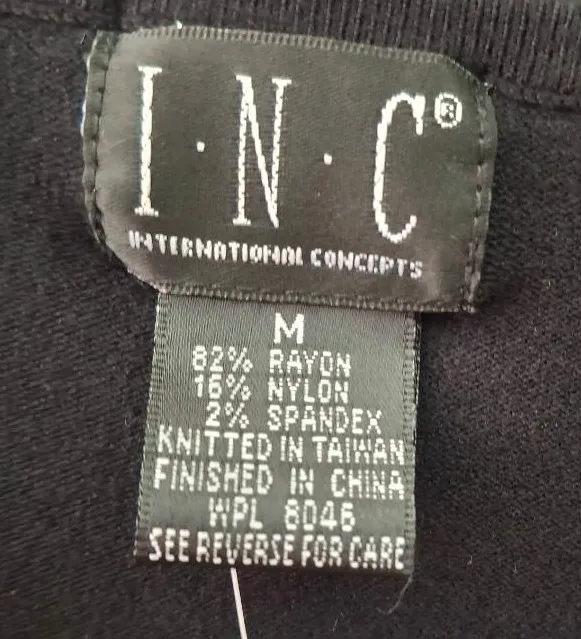 I·N·C®
INTERNATIONAL CONCEPTS
M
82% RAYON
16% NYLON
2% SPANDEX
KNITTED IN TAIWAN
FINISHED IN CHINA
WPL 8046
SEE REVERSE FOR CARE